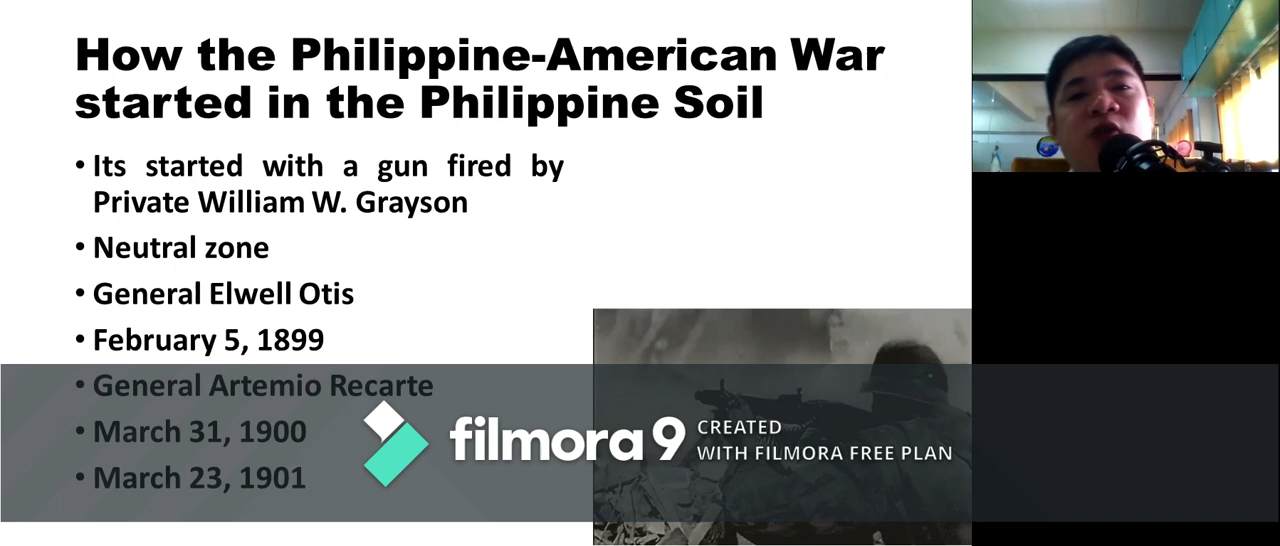 How the Philippine-American War
started in the Philippine Soil
• Its started with a gun fired by
Private William W. Grayson
• Neutral zone
• General Elwell Otis
• February 5, 1899
• General Artemio Recarte
• March 31, 1900
• March 23, 1901
filmora9
CREATED
WITH FILMORA FREE PLAN